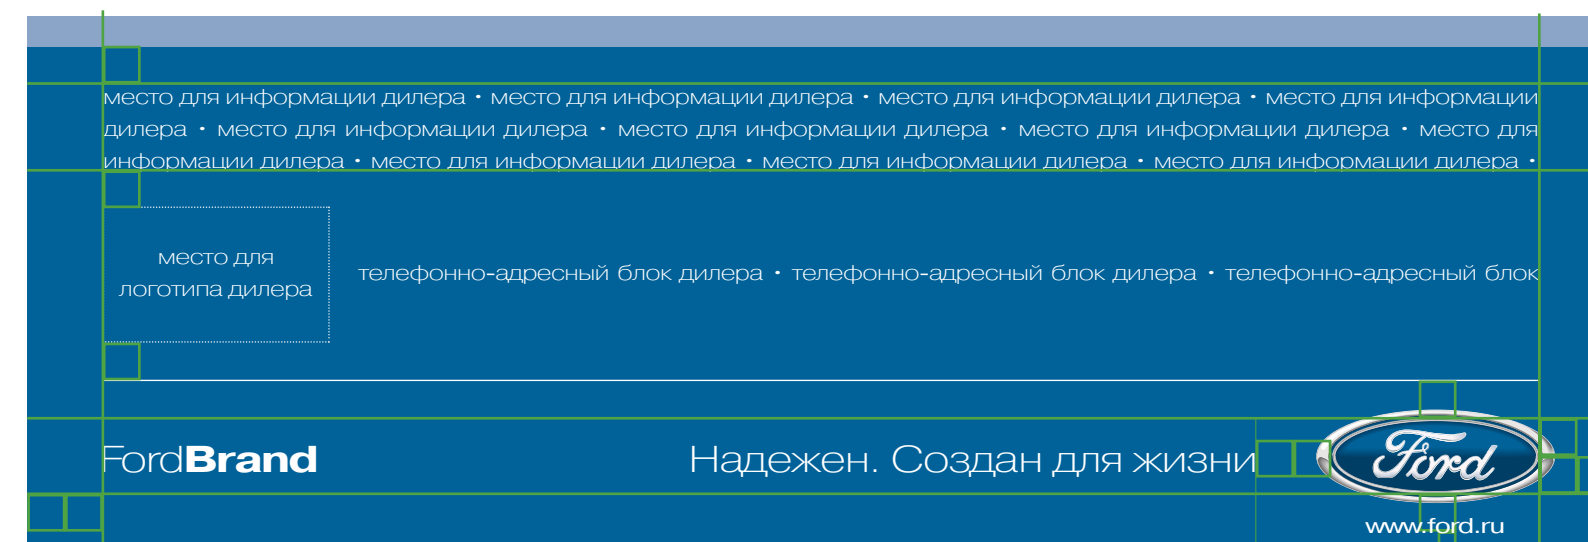 место для информации дилера • место для информации дилера • место для информации дилера • место для информации
дилера • место для информации дилера • место для информации дилера • место для информации дилера • место для
информации дилера • место для информации дилера • место для информации дилера • место для информации дилера •
место для
логотипа дилера
телефонно-адресный блок дилера • телефонно-адресный блок дилера • телефонно-адресный блок
FordBrand
Надежен. Создан для жизни
Ford
www.ford.ru